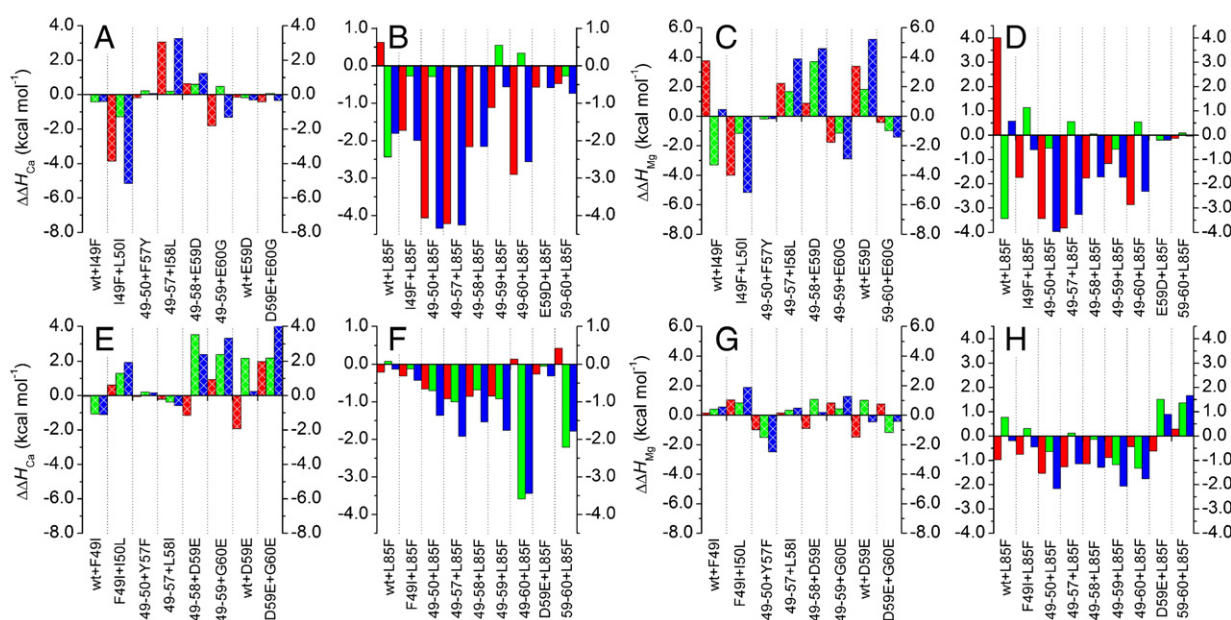 A
B
C
D
ΔΔH_Ca (kcal mol⁻¹)
4.0
2.0
0.0
-2.0
-4.0
-6.0
-8.0
4.0
2.0
0.0
-2.0
-4.0
-6.0
-8.0
wt+I49F
I49F+L50I
49-50+F57Y
49-57+I58L
49-58+E59D
49-59+E60G
wt+E59D
D59E+E60G
1.0
0.0
-1.0
-2.0
-3.0
-4.0
1.0
0.0
-1.0
-2.0
-3.0
-4.0
wt+L85F
I49F+L85F
49-50+L85F
49-57+L85F
49-58+L85F
49-59+L85F
49-60+L85F
E59D+L85F
59-60+L85F
ΔΔH_Mg (kcal mol⁻¹)
6.0
4.0
2.0
0.0
-2.0
-4.0
-6.0
-8.0
6.0
4.0
2.0
0.0
-2.0
-4.0
6.0
8.0
wt+I49F
I49F+L50I
49-50+F57Y
49-57+I58L
49-58+E59D
49-59+E60G
wt+E59D
59-60+E60G
4.0
3.0
2.0
1.0
0.0
-1.0
-2.0
-3.0
-4.0
4.0
3.0
2.0
1.0
0.0
-1.0
-2.0
-3.0
-4.0
wt+L85F
I49F+L85F
49-50+L85F
49-57+L85F
49-58+L85F
49-59+L85F
49-60+L85F
E59D+L85F
59-60+L85F
E
F
G
H
ΔΔH_Ca (kcal mol⁻¹)
4.0
2.0
0.0
-2.0
-4.0
-6.0
-8.0
4.0
2.0
0.0
-2.0
-4.0
-6.0
-8.0
wt+F49I
F49I+I50L
49-50+Y57F
49-57+L58I
49-58+D59E
49-59+G60E
wt+D59E
D59E+G60E
1.0
0.0
-1.0
-2.0
-3.0
-4.0
1.0
0.0
-1.0
-2.0
-3.0
-4.0
wt+L85F
F49I+L85F
49-50+L85F
49-57+L85F
49-58+L85F
49-59+L85F
49-60+L85F
D59E+L85F
59-60+L85F
ΔΔH_Mg (kcal mol⁻¹)
6.0
4.0
2.0
0.0
-2.0
-4.0
-6.0
-8.0
6.0
4.0
2.0
0.0
-2.0
-4.0
-6.0
-8.0
wt+F49I
F49I+I50L
49-50+Y57F
49-57+L58I
49-58+D59E
49-59+G60E
wt+D59E
D59E+G60E
4.0
3.0
2.0
1.0
0.0
-1.0
-2.0
-3.0
-4.0
4.0
3.0
2.0
1.0
0.0
-1.0
-2.0
-3.0
-4.0
wt+L85F
F49I+L85F
49-50+L85F
49-57+L85F
49-58+L85F
49-59+L85F
49-60+L85F
D59E+L85F
59-60+L85F